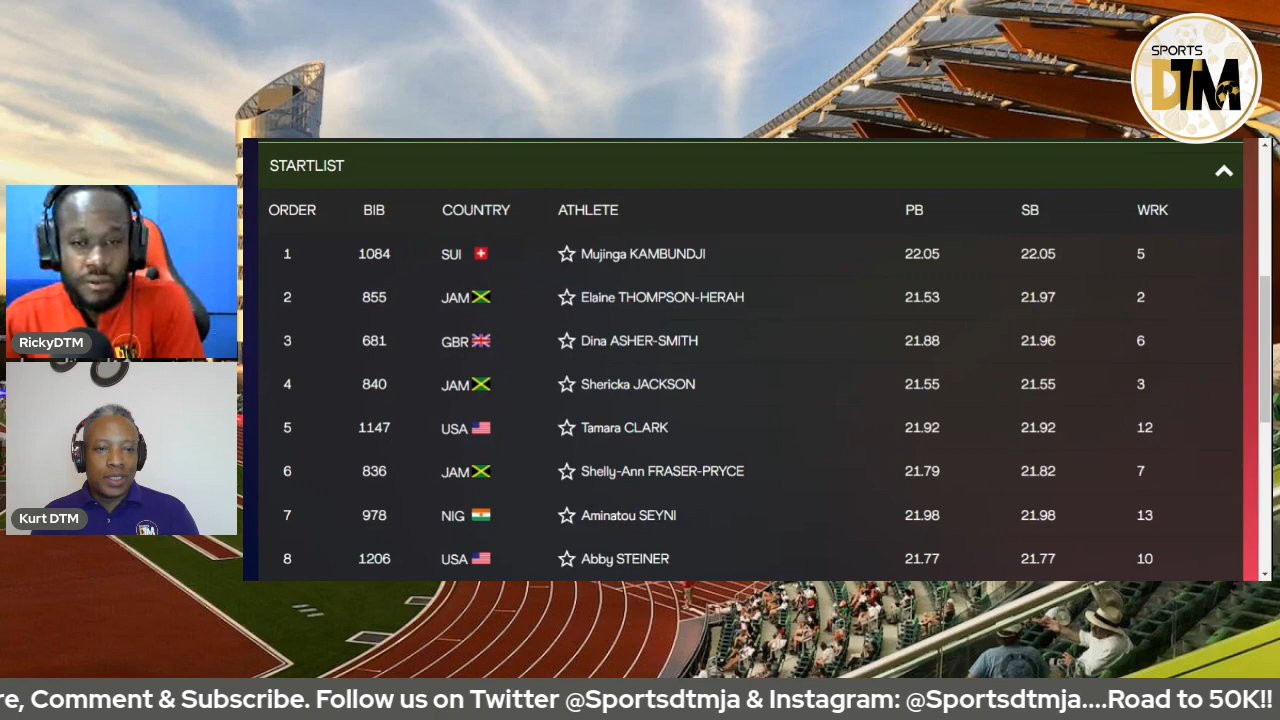 SPORTS
DTM
STARTLIST
ORDER BIB COUNTRY ATHLETE PB SB WRK
1 1084 SUI Mujinga KAMBUNDJI 22.05 22.05 5
2 855 JAM Elaine THOMPSON-HERAH 21.53 21.97 2
3 681 GBR Dina ASHER-SMITH 21.88 21.96 6
4 840 JAM Shericka JACKSON 21.55 21.55 3
5 1147 USA Tamara CLARK 21.92 21.92 12
6 836 JAM Shelly-Ann FRASER-PRYCE 21.79 21.82 7
7 978 NIG Aminatou SEYNI 21.98 21.98 13
8 1206 USA Abby STEINER 21.77 21.77 10
RickyDTM
Kurt DTM
re, Comment & Subscribe. Follow us on Twitter @Sportsdtmja & Instagram: @Sportsdtmja....Road to 50K!!